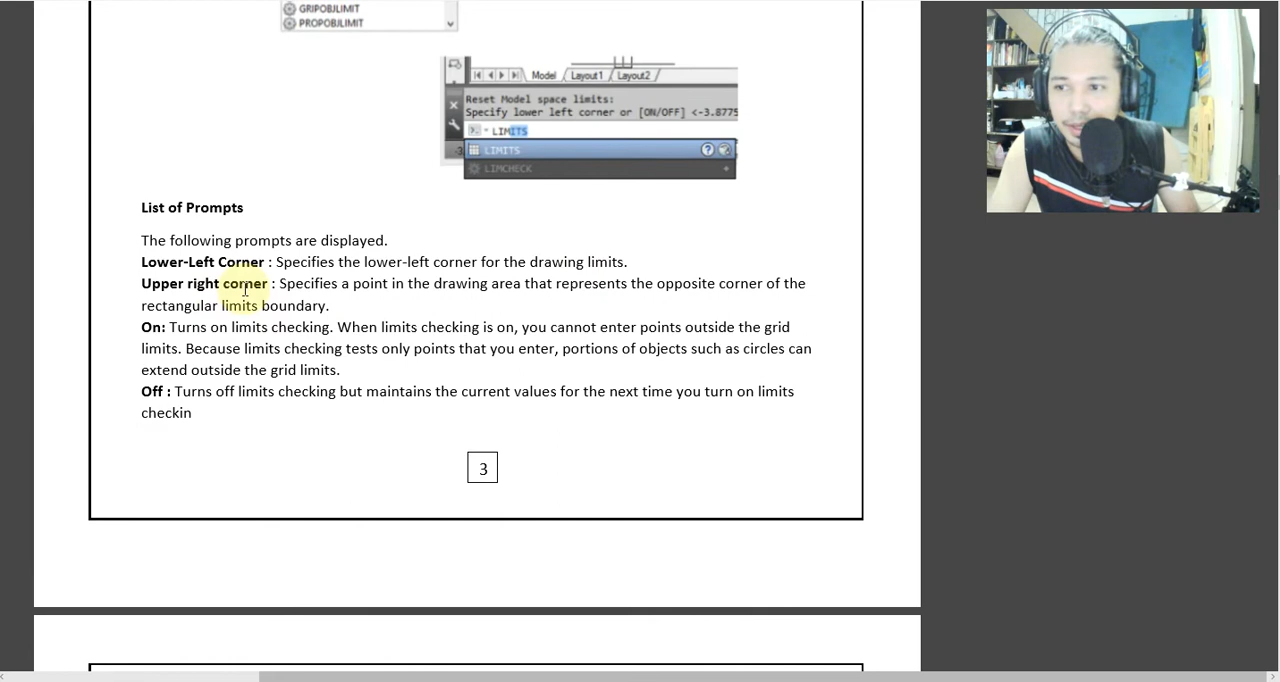 GRIPOBJLIMIT
PROPOBJLIMIT
Model Layout1 Layout2
Reset Model space limits:
Specify lower left corner or [ON/OFF] <-3.8775
LIMITS
LIMITS
LIMCHECK
List of Prompts
The following prompts are displayed.
Lower-Left Corner : Specifies the lower-left corner for the drawing limits.
Upper right corner : Specifies a point in the drawing area that represents the opposite corner of the
rectangular limits boundary.
On: Turns on limits checking. When limits checking is on, you cannot enter points outside the grid
limits. Because limits checking tests only points that you enter, portions of objects such as circles can
extend outside the grid limits.
Off : Turns off limits checking but maintains the current values for the next time you turn on limits
checkin
3